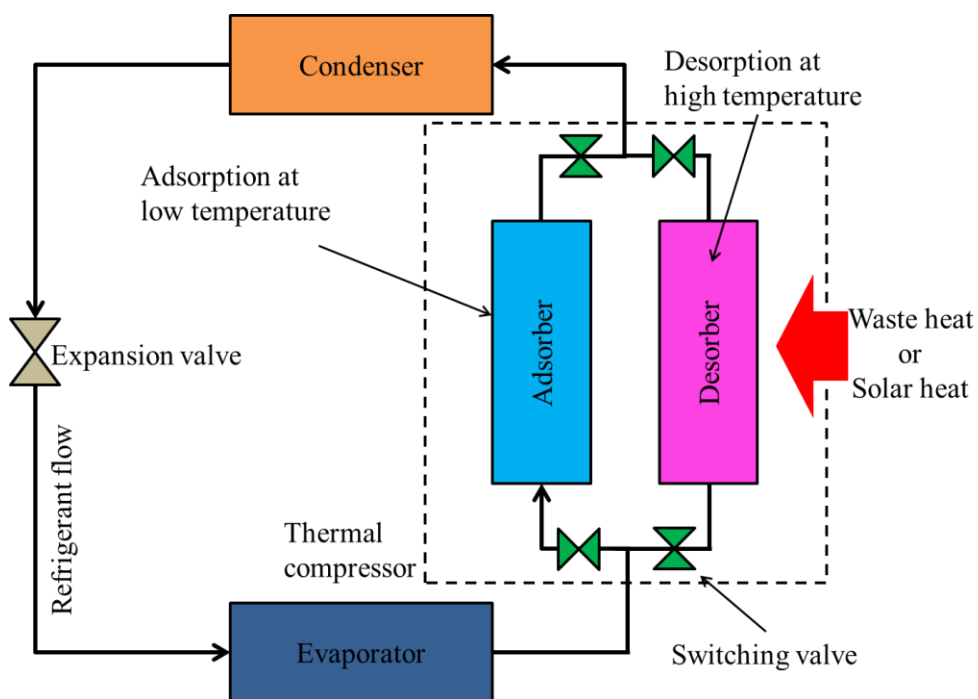 Condenser
Desorption at
high temperature
Adsorption at
low temperature
Adsorber
Desorber
Waste heat
or
Solar heat
Expansion valve
Refrigerant flow
Thermal
compressor
Evaporator
Switching valve